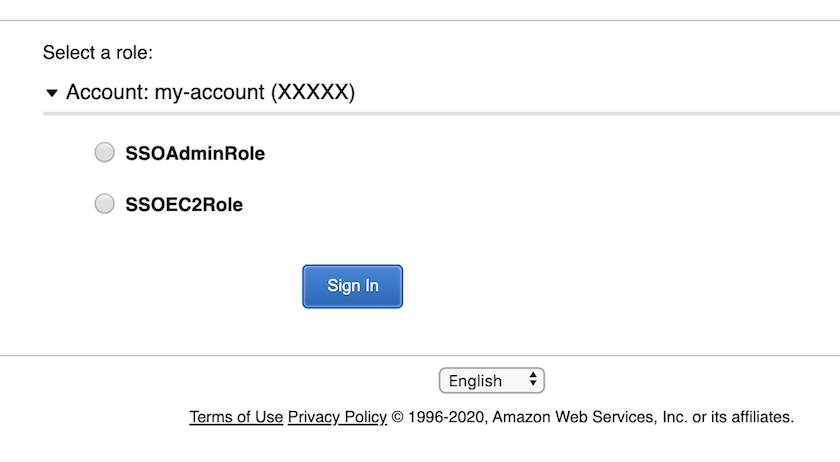 Select a role:
Account: my-account (XXXXX)
SSOAdminRole
SSOEC2Role
Sign In
English
Terms of Use Privacy Policy © 1996-2020, Amazon Web Services, Inc. or its affiliates.